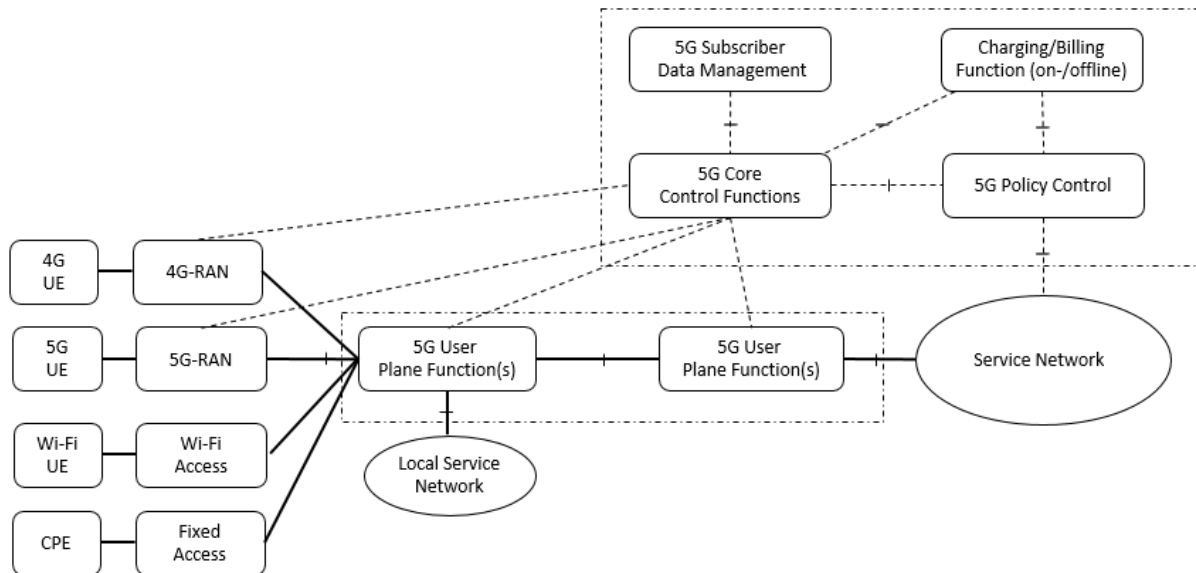 5G Subscriber
Data Management
Charging/Billing
Function (on-/offline)
5G Core
Control Functions
5G Policy Control
4G
UE
4G-RAN
5G
UE
5G-RAN
5G User
Plane Function(s)
5G User
Plane Function(s)
Service Network
Wi-Fi
UE
Wi-Fi
Access
Local Service
Network
CPE
Fixed
Access